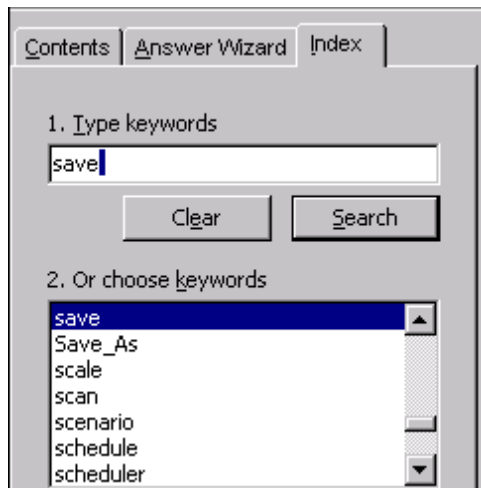 Contents Answer Wizard Index
1. Type keywords
save
Clear Search
2. Or choose keywords
save
Save_As
scale
scan
scenario
schedule
scheduler